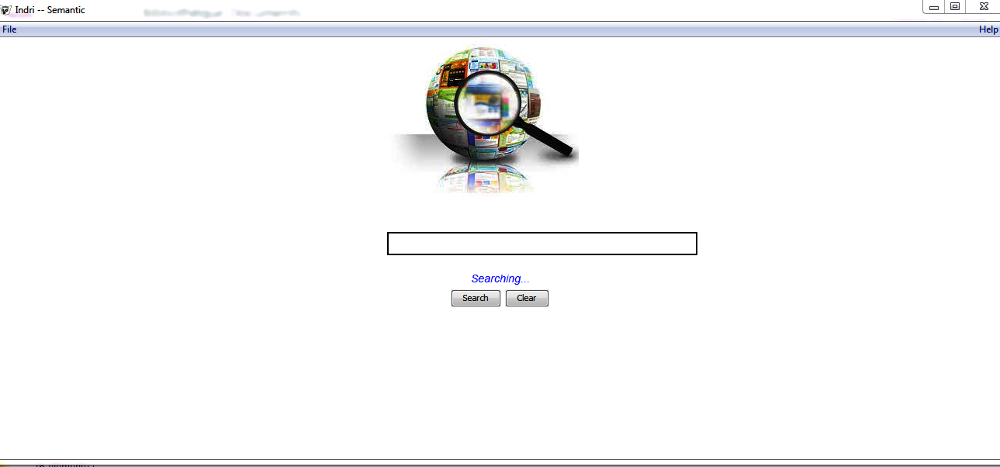 Indri -- Semantic
File
Help
Searching...
Search
Clear